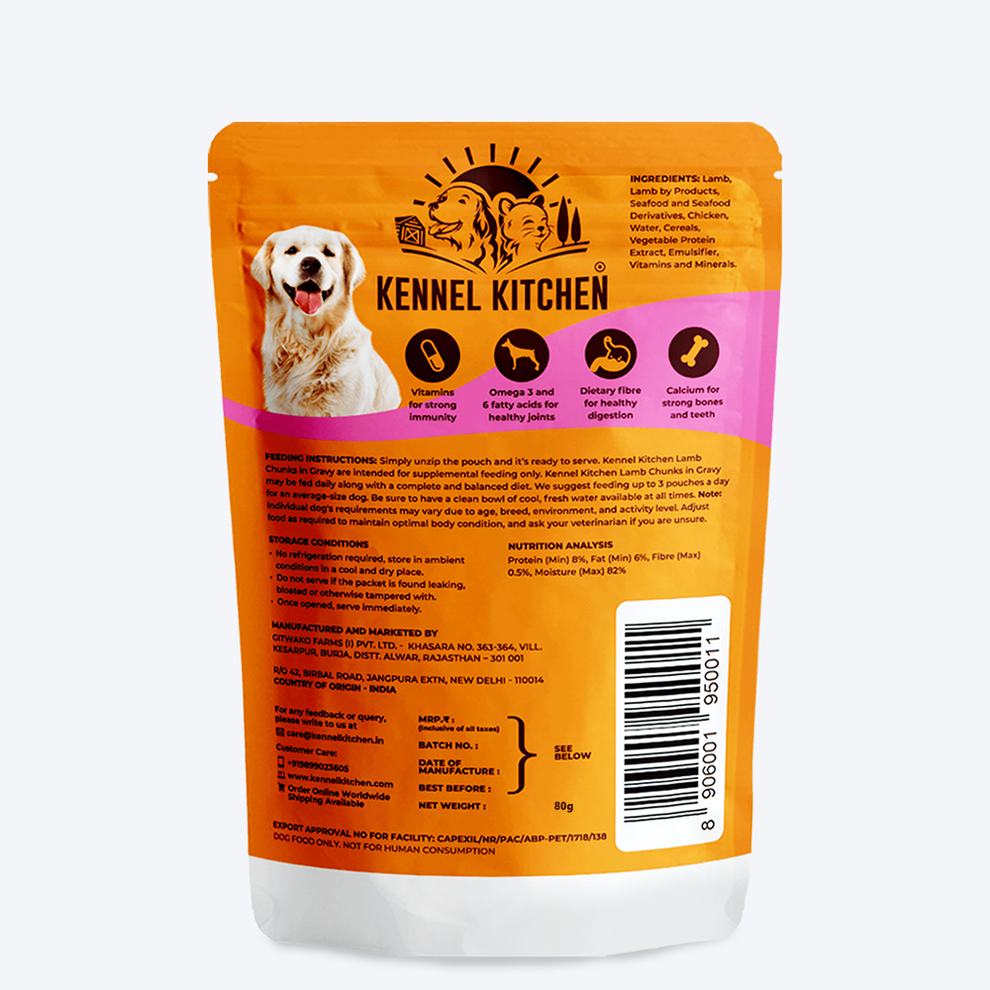 INGREDIENTS: Lamb,
Lamb by Products,
Seafood and Seafood
Derivatives, Chicken,
Water, Cereals,
Vegetable Protein
Extract, Emulsifier,
Vitamins and Minerals.
KENNEL KITCHEN ®
Vitamins
for strong
immunity
Omega 3 and
6 fatty acids for
healthy joints
Dietary fibre
for healthy
digestion
Calcium for
strong bones
and teeth
FEEDING INSTRUCTIONS: Simply unzip the pouch and it's ready to serve. Kennel Kitchen Lamb
Chunks in Gravy are intended for supplemental feeding only. Kennel Kitchen Lamb Chunks in Gravy
may be fed daily along with a complete and balanced diet. We suggest feeding up to 3 pouches a day
for an average-size dog. Be sure to have a clean bowl of cool, fresh water available at all times. Note:
Individual dog's requirements may vary due to age, breed, environment, and activity level. Adjust
food as required to maintain optimal body condition, and ask your veterinarian if you are unsure.
STORAGE CONDITIONS
• No refrigeration required, store in ambient
conditions in a cool and dry place.
• Do not serve if the packet is found leaking,
bloated or otherwise tampered with.
• Once opened, serve immediately.
NUTRITION ANALYSIS
Protein (Min) 8%, Fat (Min) 6%, Fibre (Max)
0.5%, Moisture (Max) 82%
MANUFACTURED AND MARKETED BY
GITWAKO FARMS (I) PVT. LTD. - KHASARA NO. 363-364, VILL.
KESARPUR, BURJA, DISTT. ALWAR, RAJASTHAN – 301 001
R/O 42, BIRBAL ROAD, JANGPURA EXTN, NEW DELHI - 110014
COUNTRY OF ORIGIN - INDIA
For any feedback or query,
please write to us at
care@kennelkitchen.in
Customer Care:
+919899023605
www.kennelkitchen.com
Order Online Worldwide
Shipping Available
MRP.₹ :
(Inclusive of all taxes)
BATCH NO. :
DATE OF
MANUFACTURE :
BEST BEFORE :
SEE
BELOW
NET WEIGHT : 80g
8 906001 950011
EXPORT APPROVAL NO FOR FACILITY: CAPEXIL/NR/PAC/ABP-PET/1718/138
DOG FOOD ONLY. NOT FOR HUMAN CONSUMPTION